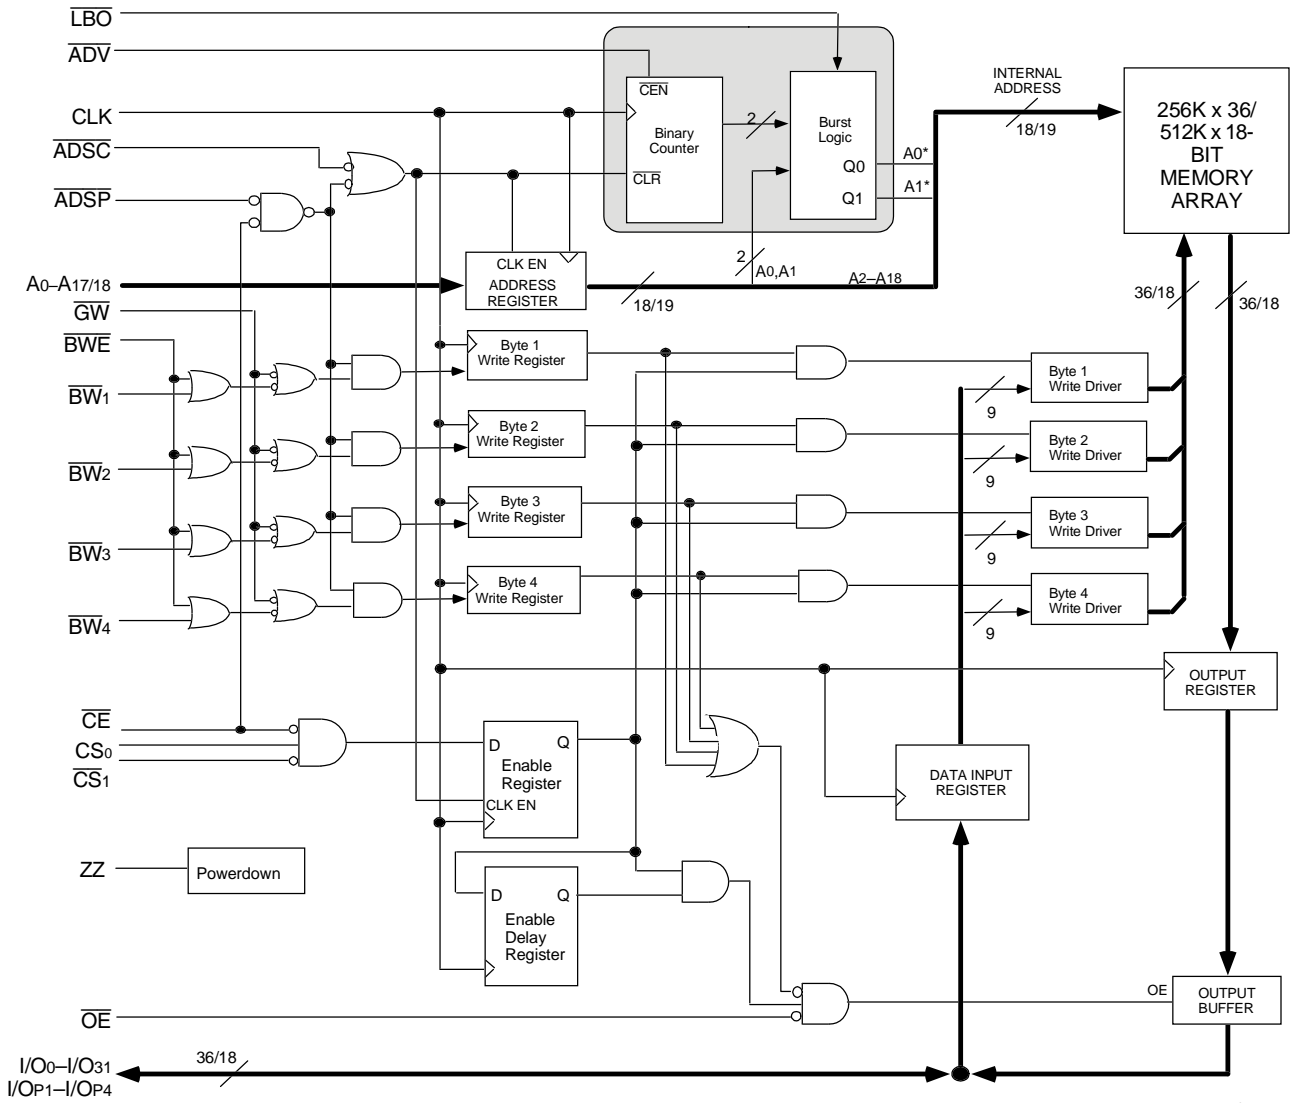 LBO
ADV
CLK
ADSC
ADSP
A0–A17/18
GW
BWE
BW1
BW2
BW3
BW4
CE
CS0
CS1
ZZ
Powerdown
OE
I/O0–I/O31
I/OP1–I/OP4
36/18
CEN
Binary
Counter
CLR
2
Burst
Logic
Q0
Q1
A0*
A1*
2
A0,A1
A2–A18
INTERNAL
ADDRESS
18/19
256K x 36/
512K x 18-
BIT
MEMORY
ARRAY
CLK EN
ADDRESS
REGISTER
18/19
36/18
36/18
Byte 1
Write Register
Byte 2
Write Register
Byte 3
Write Register
Byte 4
Write Register
Byte 1
Write Driver
9
Byte 2
Write Driver
9
Byte 3
Write Driver
9
Byte 4
Write Driver
9
OUTPUT
REGISTER
D
Q
Enable
Register
CLK EN
DATA INPUT
REGISTER
D
Q
Enable
Delay
Register
OE
OUTPUT
BUFFER